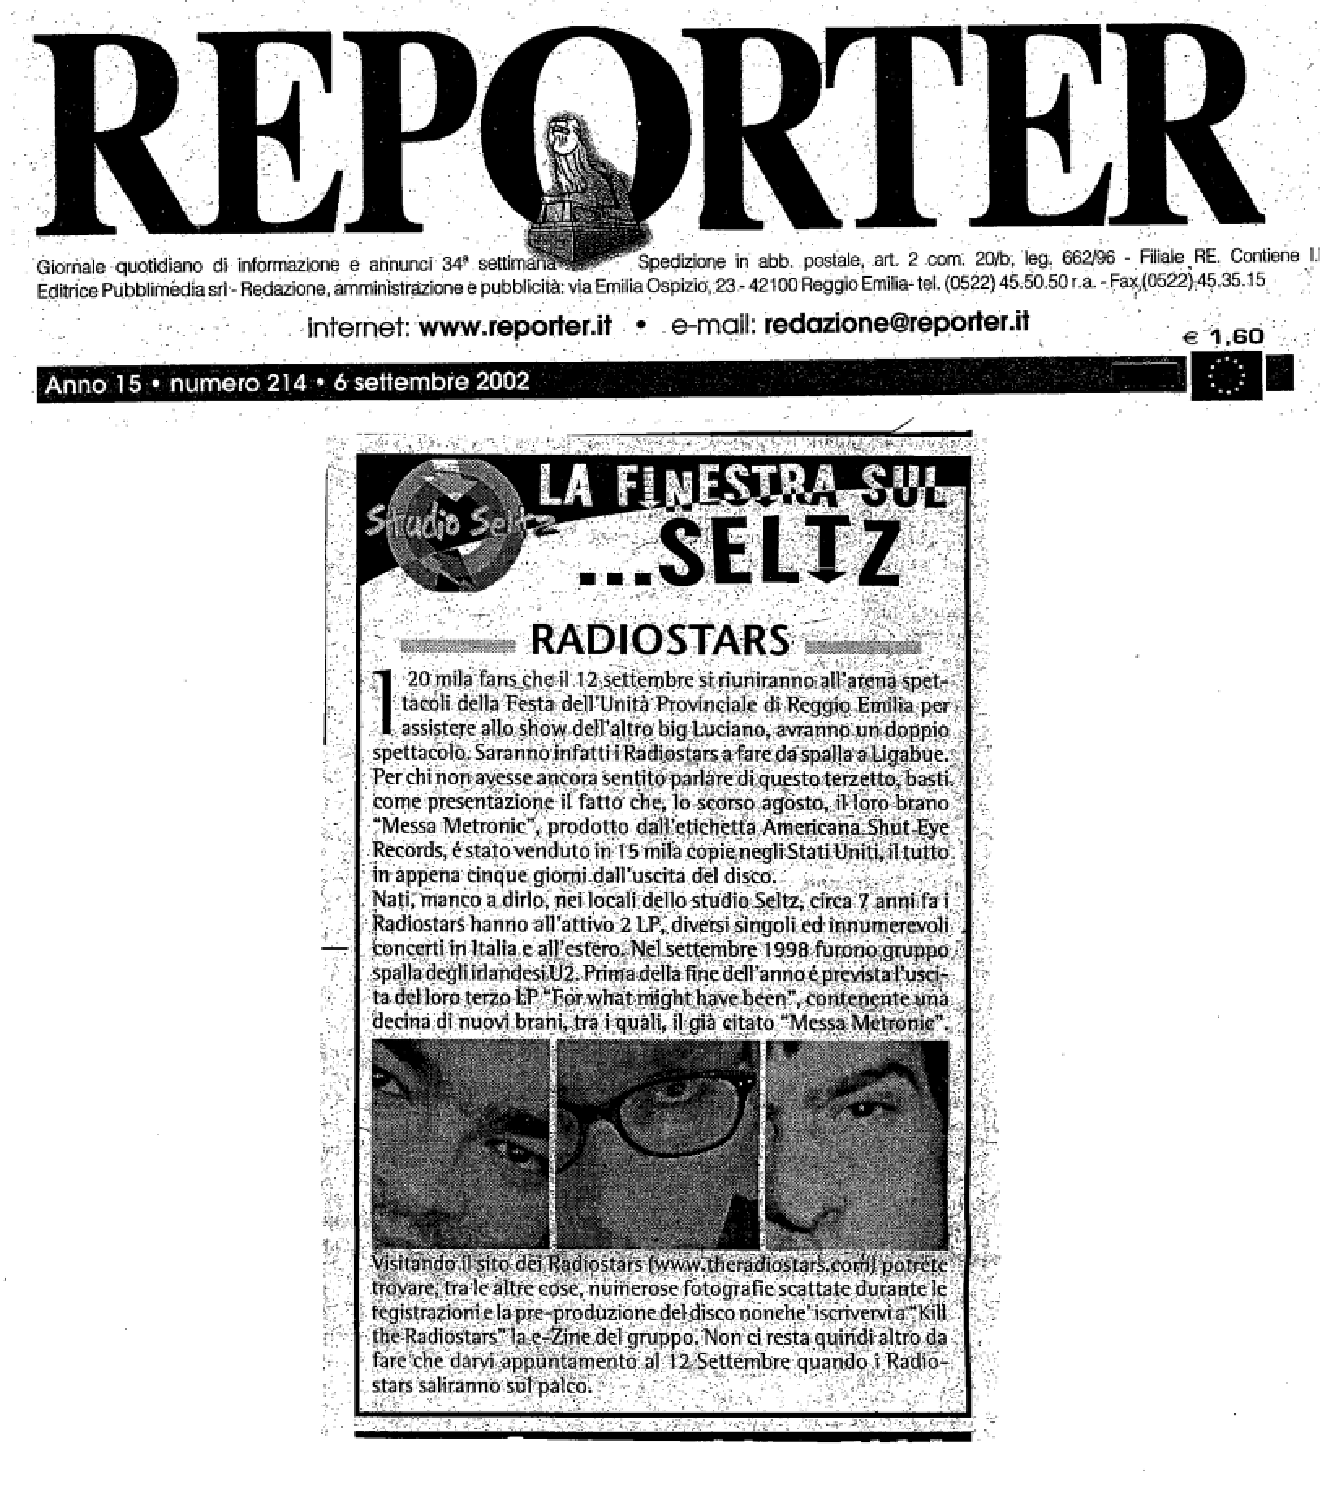 REPORTER
Giornale quotidiano di informazione e annunci 34ª settimana Spedizione in abb. postale, art. 2 com. 20/b, leg. 662/96 - Filiale RE. Contiene I.
Editrice Pubblimedia srl - Redazione, amministrazione e pubblicità: via Emilia Ospizio, 23 - 42100 Reggio Emilia - tel. (0522) 45.50.50 r.a. - Fax (0522) 45.35.15
internet: www.reporter.it • e-mail: redazione@reporter.it
€ 1,60
Anno 15 • numero 214 • 6 settembre 2002
LA FINESTRA SUL
Studio Seltz
...SELTZ
RADIOSTARS
I 20 mila fans che il 12 settembre si riuniranno all'arena spet-
tacoli della Festa dell'Unità Provinciale di Reggio Emilia per
assistere allo show dell'altro big Luciano, avranno un doppio
spettacolo. Saranno infatti i Radiostars a fare da spalla a Ligabue.
Per chi non avesse ancora sentito parlare di questo terzetto, basti
come presentazione il fatto che, lo scorso agosto, il loro brano
"Messa Metronic", prodotto dall'etichetta Americana Shut Eye
Records, é stato venduto in 15 mila copie negli Stati Uniti, il tutto
in appena cinque giorni dall'uscita del disco.
Nati, manco a dirlo, nei locali dello studio Seltz, circa 7 anni fa i
Radiostars hanno all'attivo 2 LP, diversi singoli ed innumerevoli
concerti in Italia e all'estero. Nel settembre 1998 furono gruppo
spalla degli irlandesi U2. Prima della fine dell'anno é prevista l'usci-
ta del loro terzo LP "For what might have been", contenente una
decina di nuovi brani, tra i quali, il già citato "Messa Metronic".
Visitando il sito dei Radiostars (www.theradiostars.com) potrete
trovare, tra le altre cose, numerose fotografie scattate durante le
registrazioni e la pre-produzione del disco nonche' iscrivervi a "Kill
the Radiostars" la e-Zine del gruppo. Non ci resta quindi altro da
fare che darvi appuntamento al 12 Settembre quando i Radio-
stars saliranno sul palco.